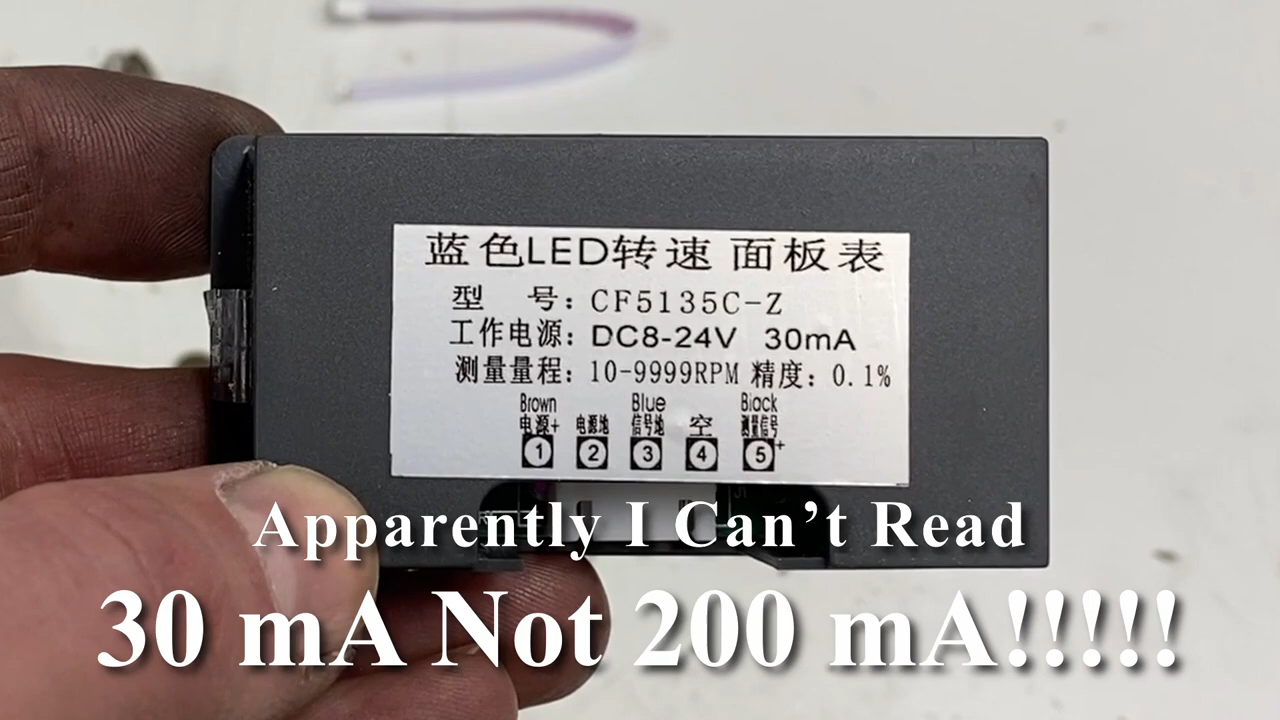 蓝色LED转速 面板表
型 号：CF5135C-Z
工作电源：DC8-24V 30mA
测量量程：10-9999RPM 精度：0.1%
Brown Blue Black
电源+ 电源地 信号地 空 测量信号+
1 2 3 4 5
Apparently I Can’t Read
30 mA Not 200 mA!!!!!